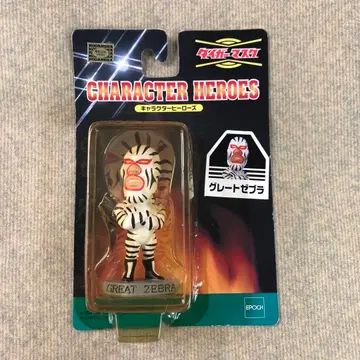 タイガーマスク
CHARACTER HEROES
キャラクターヒーローズ
グレートゼブラ
GREAT ZEBRA
EPOCH